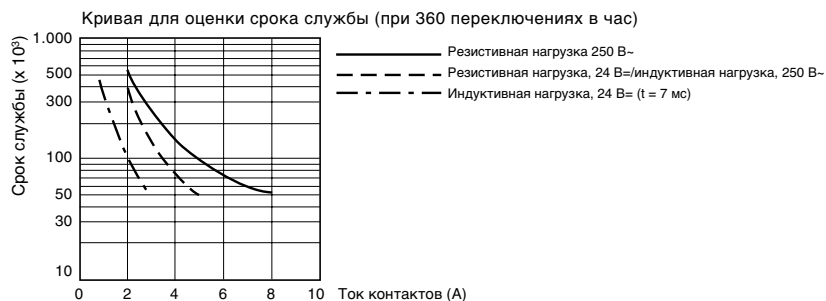 Кривая для оценки срока службы (при 360 переключениях в час)
Срок службы (x 10³)
1.000
500
300
100
50
30
10
0 2 4 6 8 10 Ток контактов (А)
Резистивная нагрузка 250 В~
Резистивная нагрузка, 24 В=/индуктивная нагрузка, 250 В~
Индуктивная нагрузка, 24 В= (t = 7 мс)